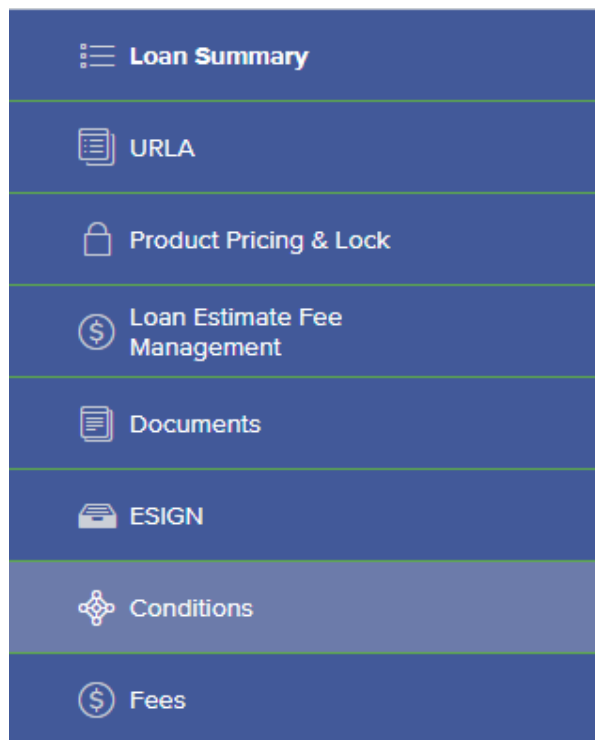 Loan Summary
URLA
Product Pricing & Lock
Loan Estimate Fee
Management
Documents
ESIGN
Conditions
Fees